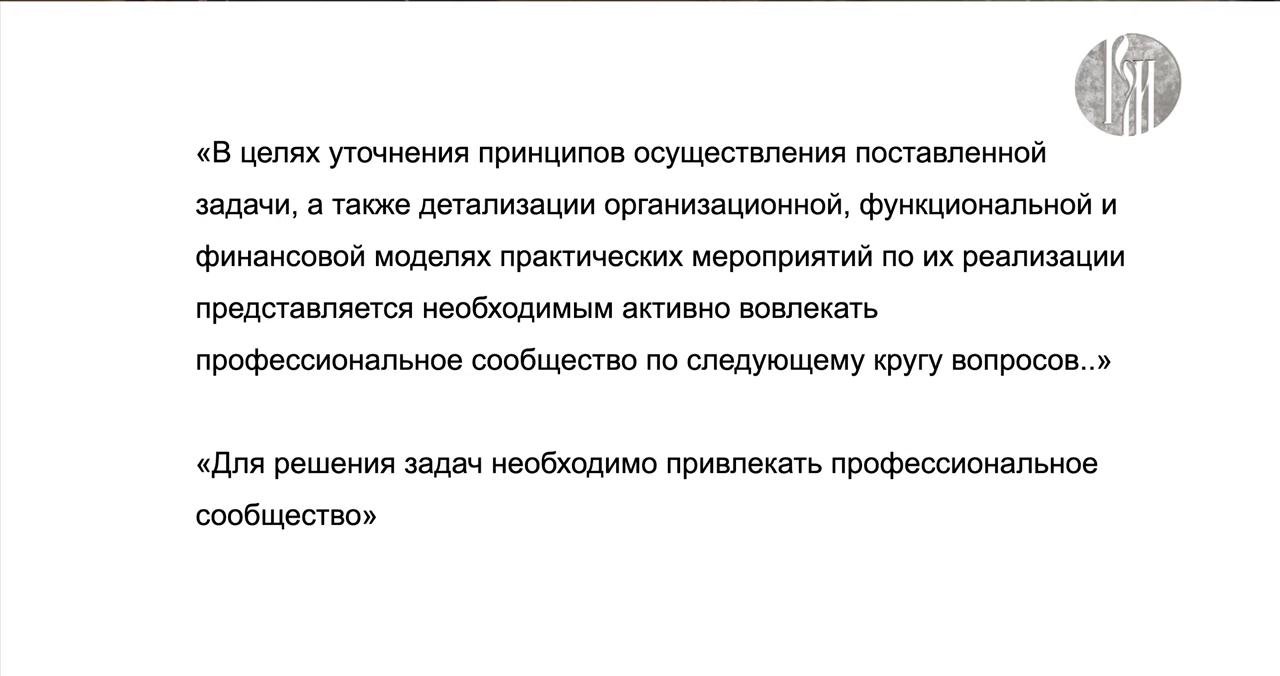 «В целях уточнения принципов осуществления поставленной
задачи, а также детализации организационной, функциональной и
финансовой моделях практических мероприятий по их реализации
представляется необходимым активно вовлекать
профессиональное сообщество по следующему кругу вопросов..»
«Для решения задач необходимо привлекать профессиональное
сообщество»